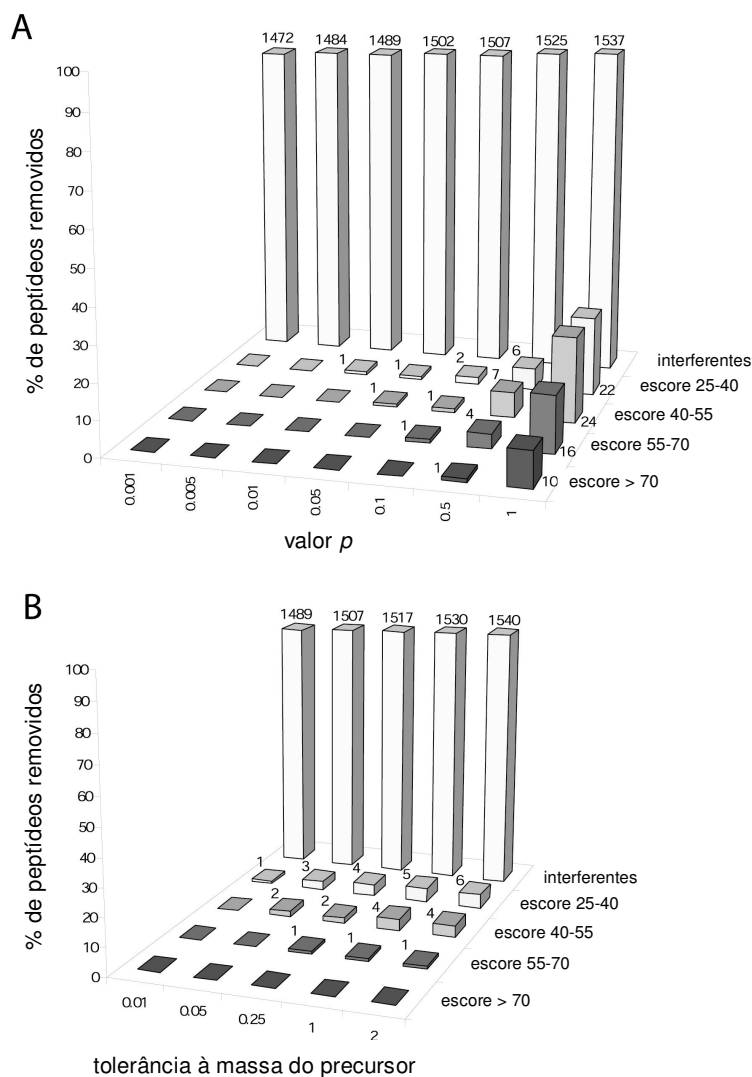 A
1472 1484 1489 1502 1507 1525 1537
100
90
80
70
60
50
40
30
20
10
0
% de peptídeos removidos
1 1 2 6 22
1 1 7 24
1 4 16
1 10
interferentes
escore 25-40
escore 40-55
escore 55-70
escore > 70
0.001 0.005 0.01 0.05 0.1 0.5 1
valor p
B
1489 1507 1517 1530 1540
100
90
80
70
60
50
40
30
20
10
0
% de peptídeos removidos
1 3 4 5 6
2 2 4 4
1 1 1
interferentes
escore 25-40
escore 40-55
escore 55-70
escore > 70
0.01 0.05 0.25 1 2
tolerância à massa do precursor